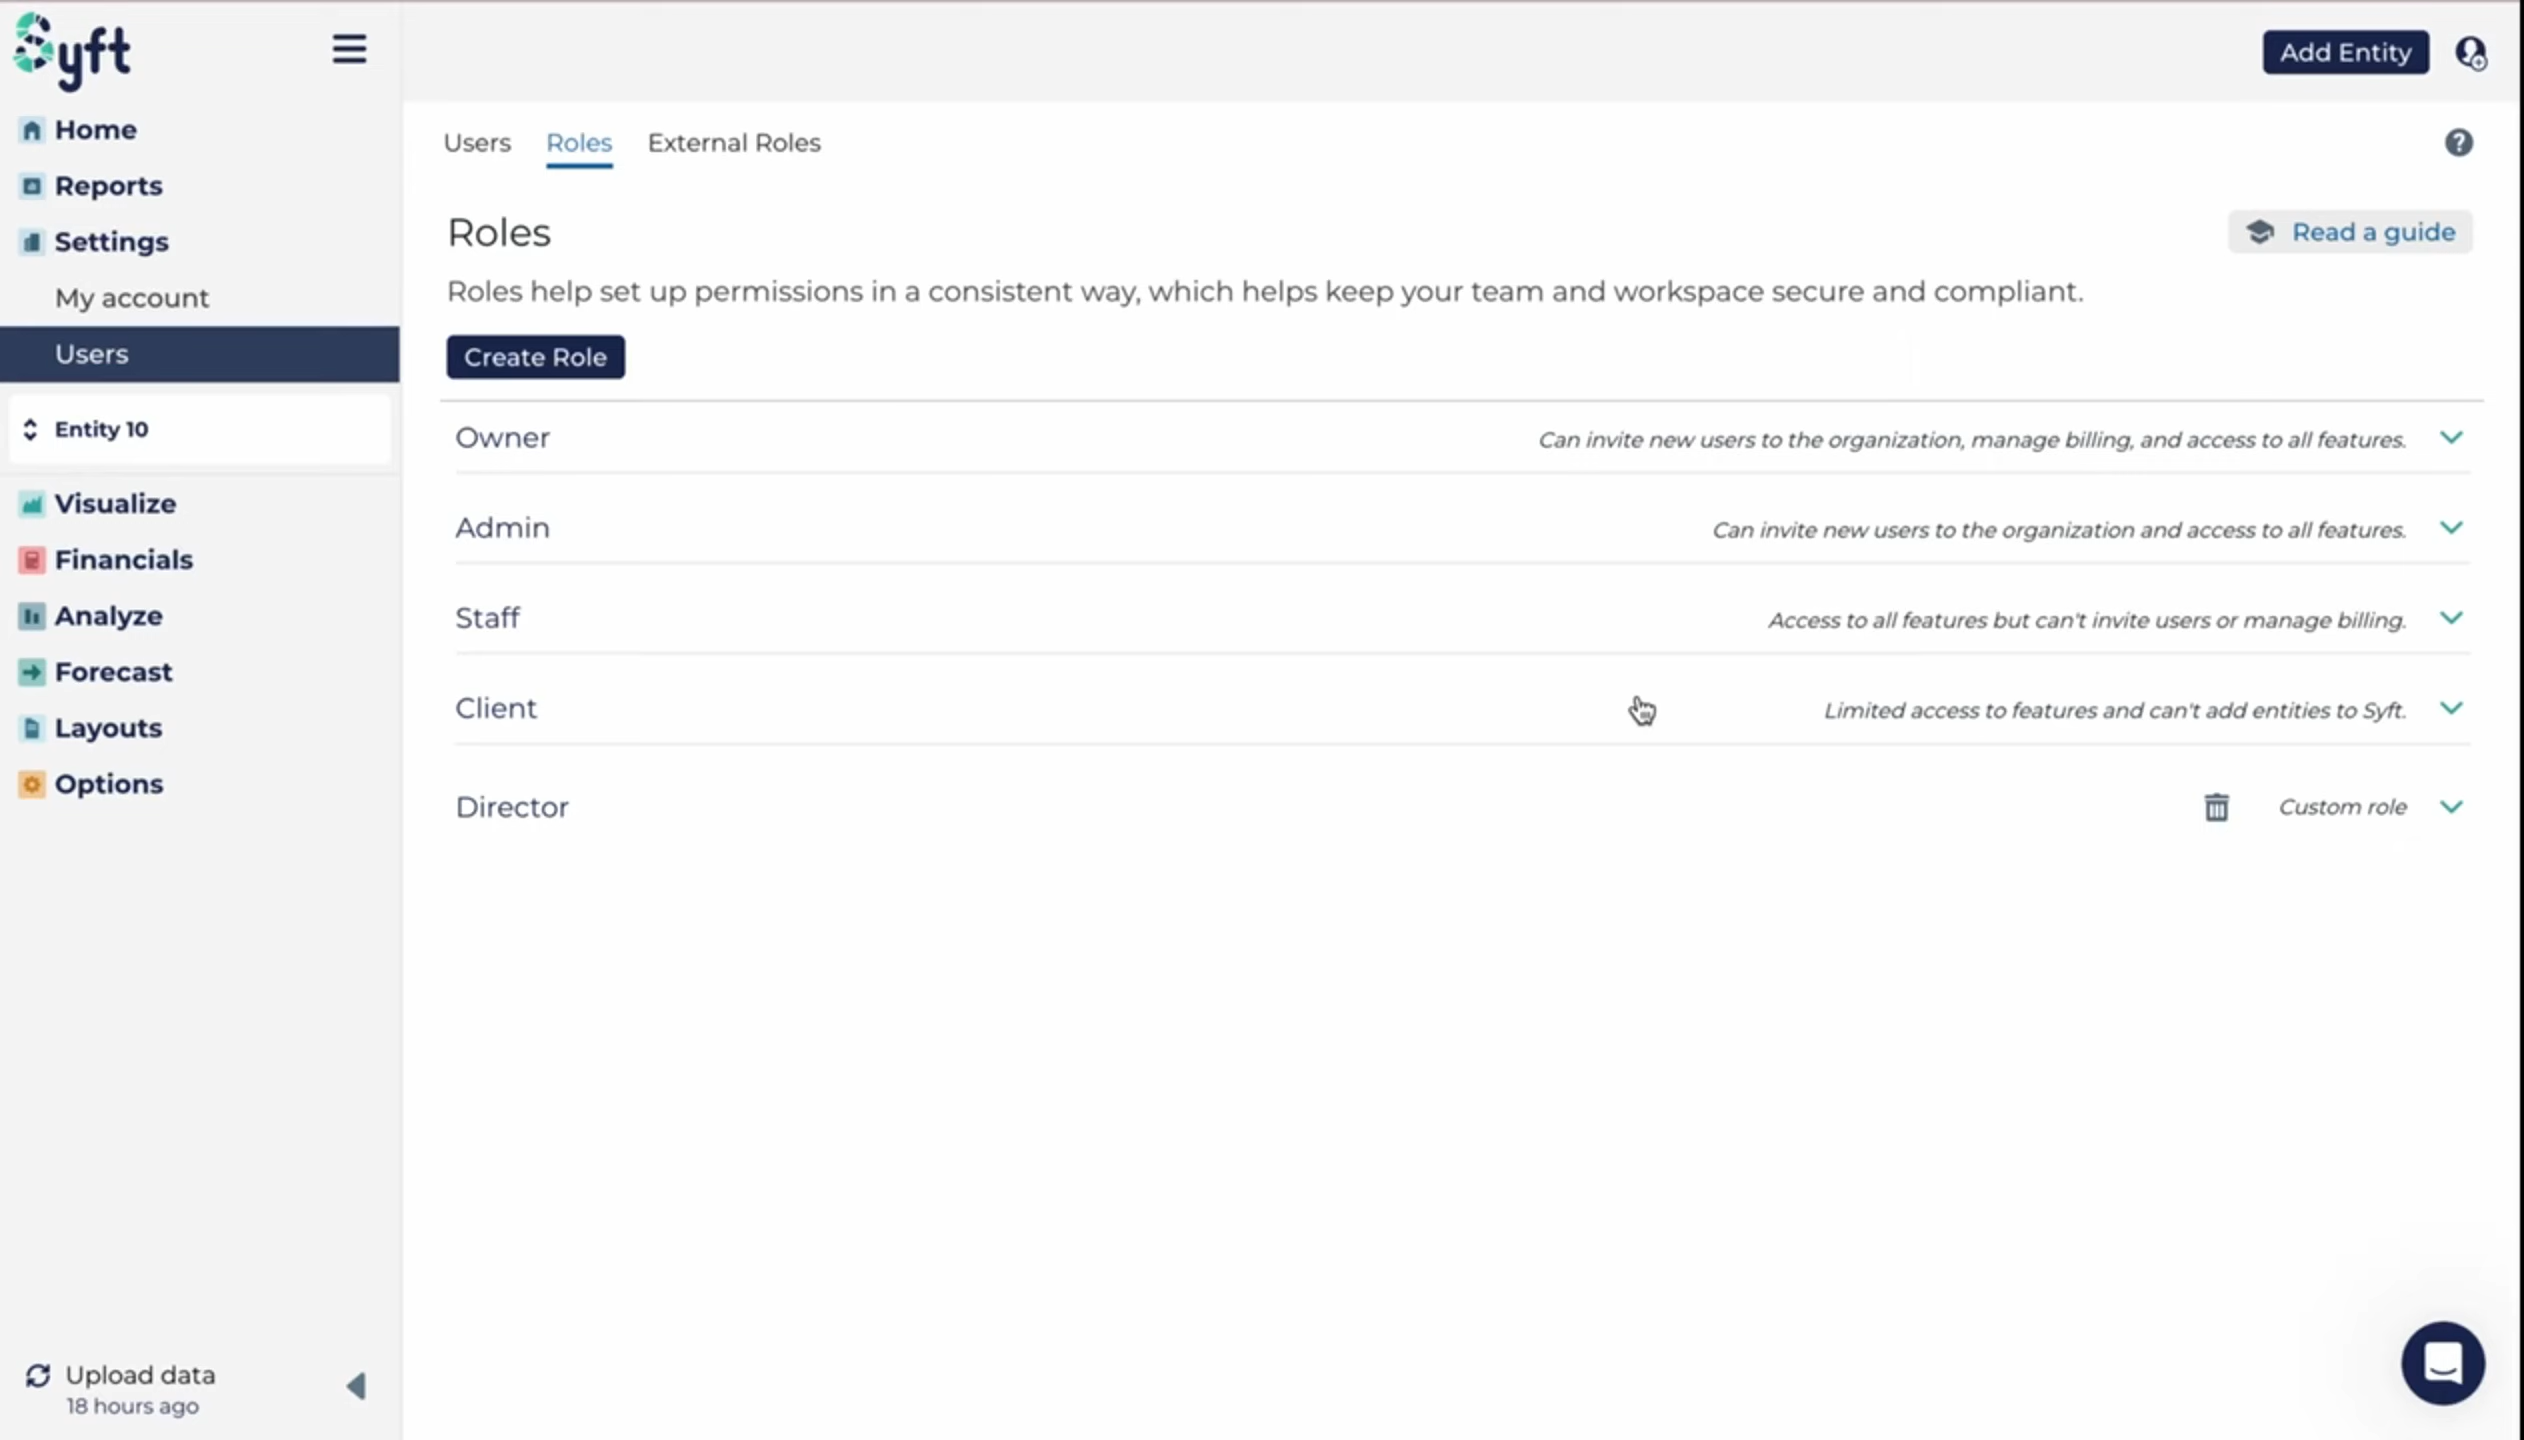 Syft
Add Entity
Home
Reports
Settings
My account
Users
Entity 10
Visualize
Financials
Analyze
Forecast
Layouts
Options
Upload data
18 hours ago
Users Roles External Roles
Roles
Read a guide
Roles help set up permissions in a consistent way, which helps keep your team and workspace secure and compliant.
Create Role
Owner Can invite new users to the organization, manage billing, and access to all features.
Admin Can invite new users to the organization and access to all features.
Staff Access to all features but can't invite users or manage billing.
Client Limited access to features and can't add entities to Syft.
Director Custom role